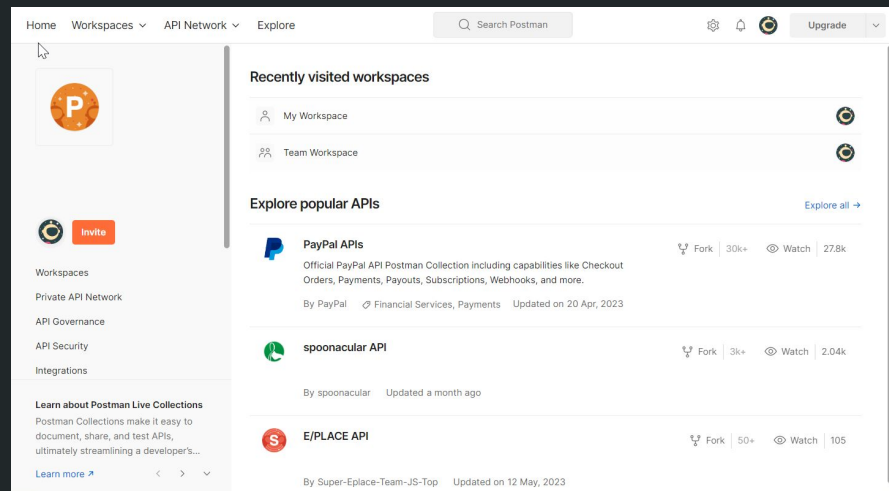 Home Workspaces API Network Explore Search Postman Upgrade
P
Invite
Workspaces
Private API Network
API Governance
API Security
Integrations
Learn about Postman Live Collections
Postman Collections make it easy to
document, share, and test APIs,
ultimately streamlining a developer's...
Learn more
Recently visited workspaces
My Workspace
Team Workspace
Explore popular APIs Explore all →
PayPal APIs Fork 30k+ Watch 27.8k
Official PayPal API Postman Collection including capabilities like Checkout
Orders, Payments, Payouts, Subscriptions, Webhooks, and more.
By PayPal Financial Services, Payments Updated on 20 Apr, 2023
spoonacular API Fork 3k+ Watch 2.04k
By spoonacular Updated a month ago
S
E/PLACE API Fork 50+ Watch 105
By Super-Eplace-Team-JS-Top Updated on 12 May, 2023